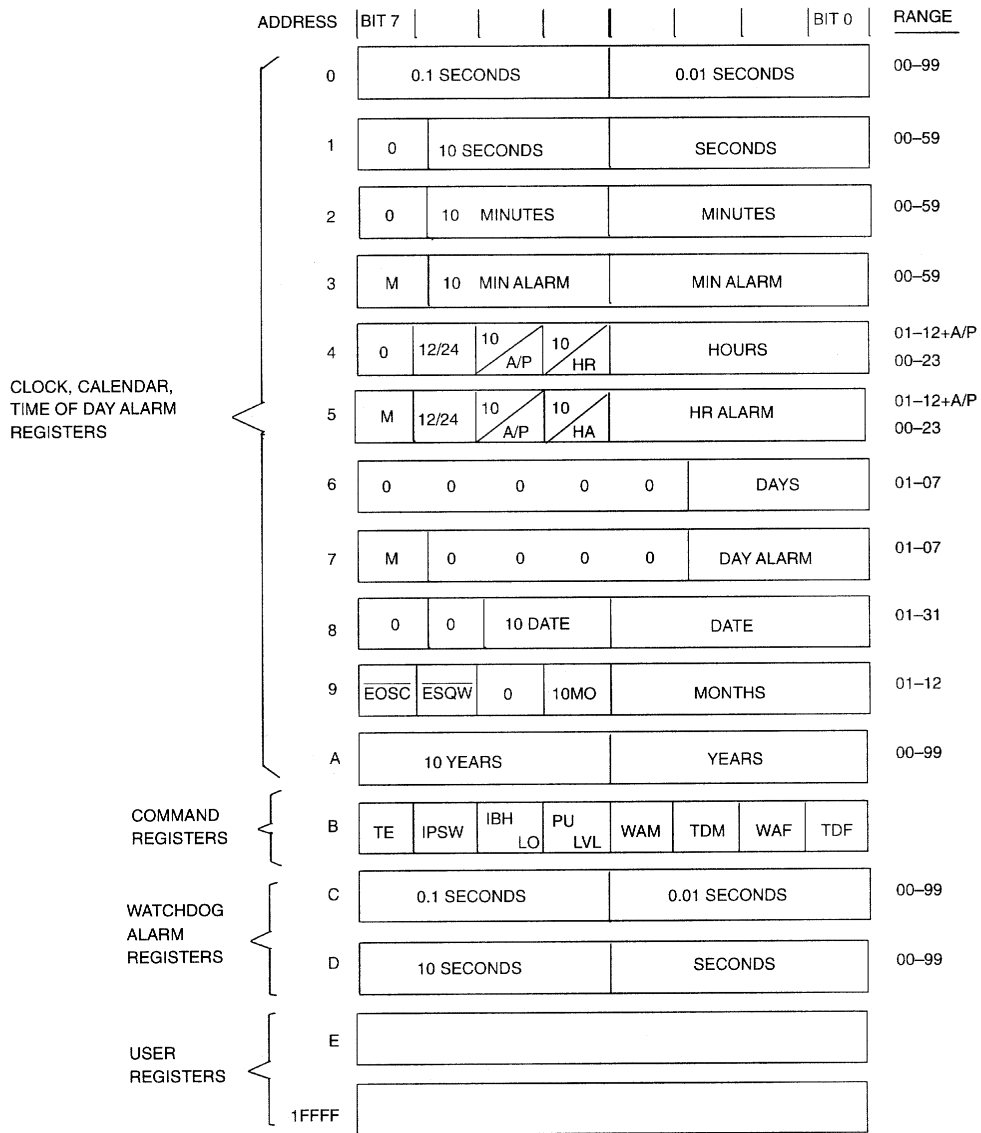 ADDRESS BIT 7 BIT 0 RANGE
0 0.1 SECONDS 0.01 SECONDS 00–99
1 0 10 SECONDS SECONDS 00–59
2 0 10 MINUTES MINUTES 00–59
3 M 10 MIN ALARM MIN ALARM 00–59
4 0 12/24 10 A/P 10 HR HOURS 01–12+A/P
00–23
CLOCK, CALENDAR,
TIME OF DAY ALARM
REGISTERS
5 M 12/24 10 A/P 10 HA HR ALARM 01–12+A/P
00–23
6 0 0 0 0 0 DAYS 01–07
7 M 0 0 0 0 DAY ALARM 01–07
8 0 0 10 DATE DATE 01–31
9 EOSC ESQW 0 10MO MONTHS 01–12
A 10 YEARS YEARS 00–99
COMMAND
REGISTERS
B TE IPSW IBH LO PU LVL WAM TDM WAF TDF
WATCHDOG
ALARM
REGISTERS
C 0.1 SECONDS 0.01 SECONDS 00–99
D 10 SECONDS SECONDS 00–99
USER
REGISTERS
E
1FFFF